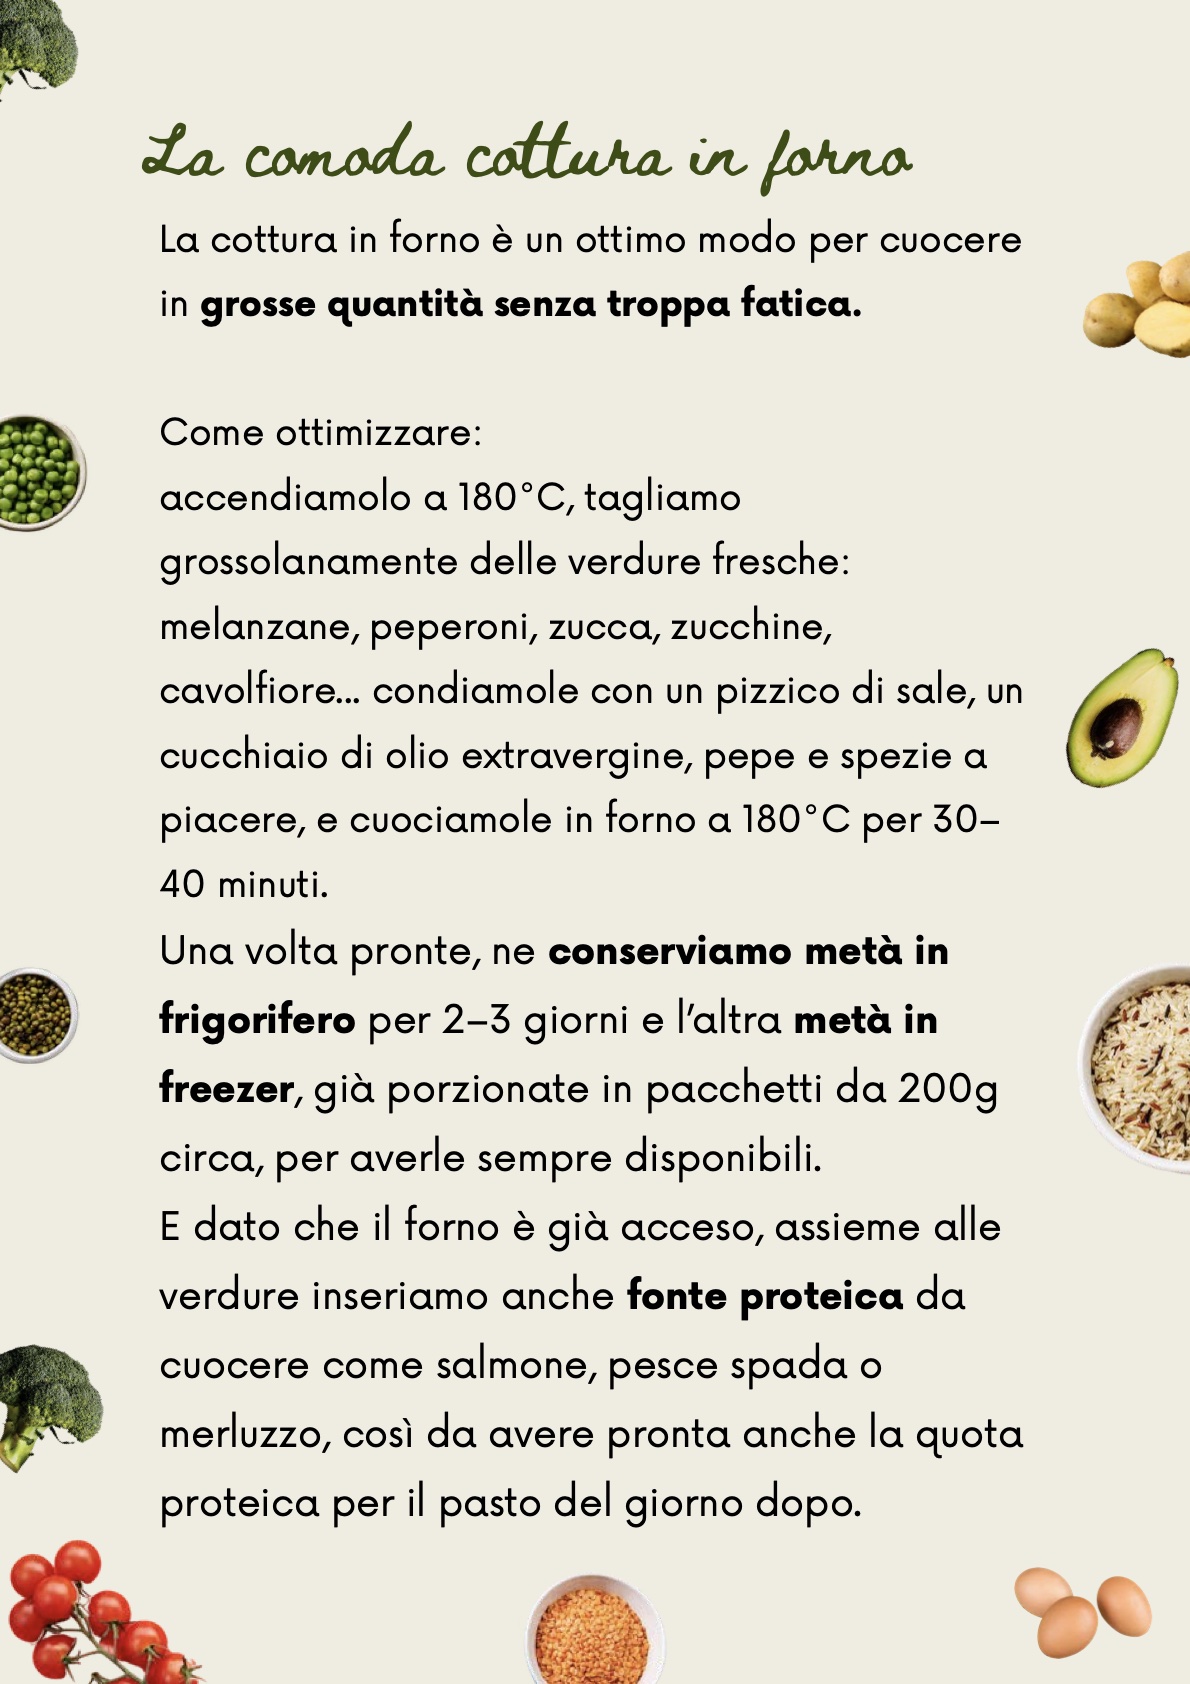 La comoda cottura in forno
La cottura in forno è un ottimo modo per cuocere
in grosse quantità senza troppa fatica.
Come ottimizzare:
accendiamolo a 180°C, tagliamo
grossolanamente delle verdure fresche:
melanzane, peperoni, zucca, zucchine,
cavolfiore... condiamole con un pizzico di sale, un
cucchiaio di olio extravergine, pepe e spezie a
piacere, e cuociamole in forno a 180°C per 30–
40 minuti.
Una volta pronte, ne conserviamo metà in
frigorifero per 2–3 giorni e l’altra metà in
freezer, già porzionate in pacchetti da 200g
circa, per averle sempre disponibili.
E dato che il forno è già acceso, assieme alle
verdure inseriamo anche fonte proteica da
cuocere come salmone, pesce spada o
merluzzo, così da avere pronta anche la quota
proteica per il pasto del giorno dopo.